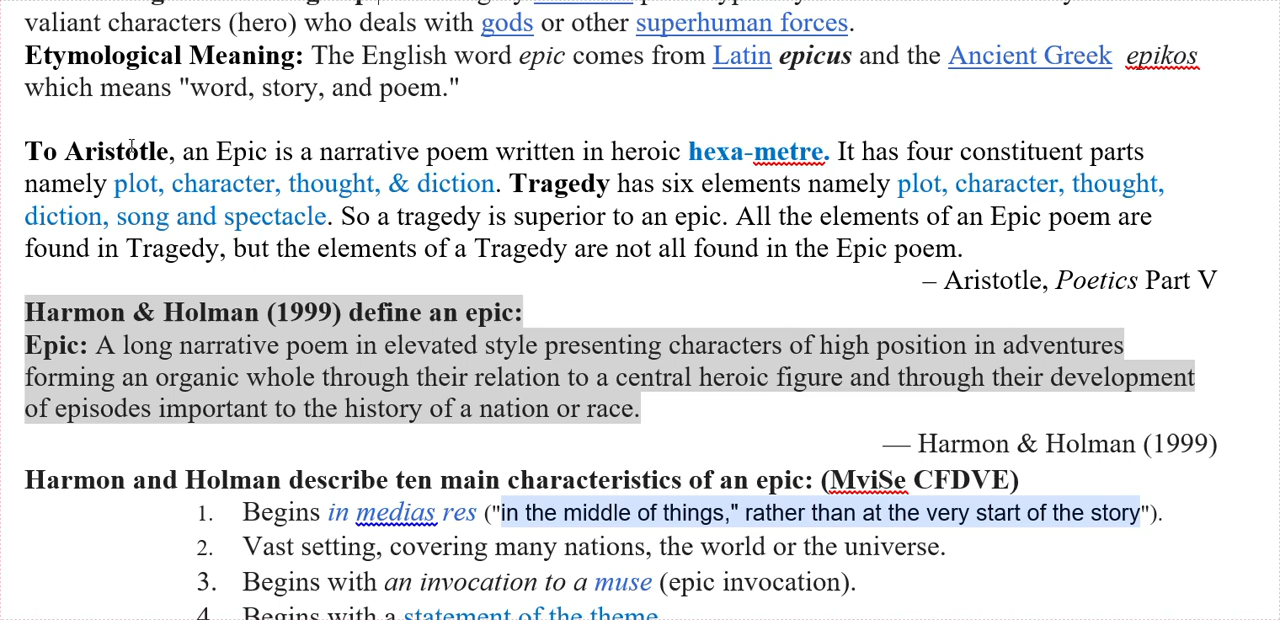 valiant characters (hero) who deals with gods or other superhuman forces.
Etymological Meaning: The English word epic comes from Latin epicus and the Ancient Greek epikos
which means "word, story, and poem."
To Aristotle, an Epic is a narrative poem written in heroic hexa-metre. It has four constituent parts
namely plot, character, thought, & diction. Tragedy has six elements namely plot, character, thought,
diction, song and spectacle. So a tragedy is superior to an epic. All the elements of an Epic poem are
found in Tragedy, but the elements of a Tragedy are not all found in the Epic poem.
– Aristotle, Poetics Part V
Harmon & Holman (1999) define an epic:
Epic: A long narrative poem in elevated style presenting characters of high position in adventures
forming an organic whole through their relation to a central heroic figure and through their development
of episodes important to the history of a nation or race.
— Harmon & Holman (1999)
Harmon and Holman describe ten main characteristics of an epic: (MviSe CFDVE)
1. Begins in medias res ("in the middle of things," rather than at the very start of the story").
2. Vast setting, covering many nations, the world or the universe.
3. Begins with an invocation to a muse (epic invocation).
4. Begins with a statement of the theme.